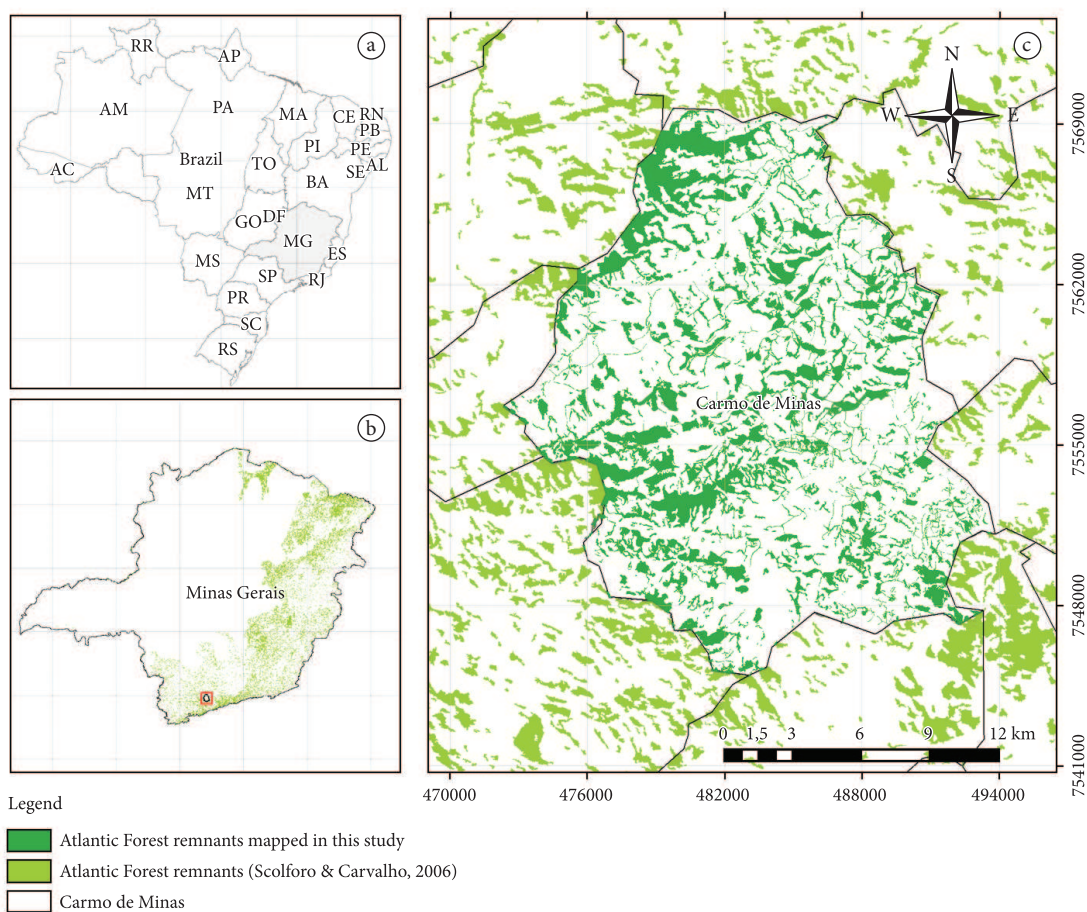 a
RR
AP
AM
PA
MA
CE
RN
PB
PI
PE
AL
SE
AC
Brazil
TO
BA
MT
GO
DF
MG
ES
MS
SP
RJ
PR
SC
RS
b
Minas Gerais
c
N
W
E
S
Carmo de Minas
0 1,5 3 6 9 12 km
7569000
7562000
7555000
7548000
7541000
470000 476000 482000 488000 494000
Legend
Atlantic Forest remnants mapped in this study
Atlantic Forest remnants (Scolforo & Carvalho, 2006)
Carmo de Minas